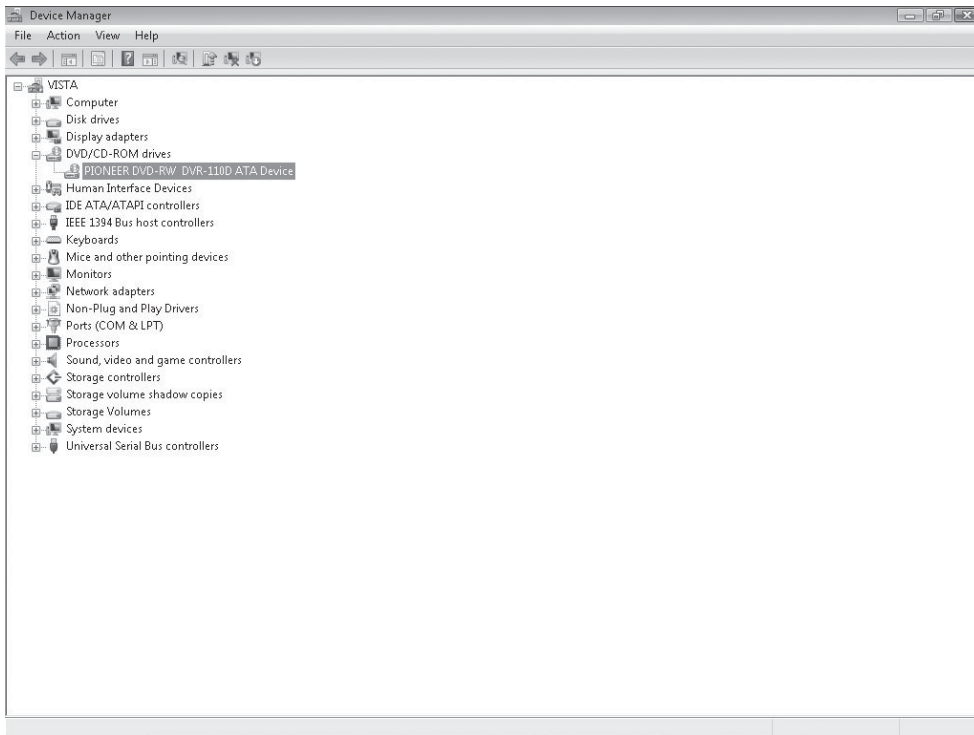 Device Manager
File Action View Help
VISTA
Computer
Disk drives
Display adapters
DVD/CD-ROM drives
PIONEER DVD-RW DVR-110D ATA Device
Human Interface Devices
IDE ATA/ATAPI controllers
IEEE 1394 Bus host controllers
Keyboards
Mice and other pointing devices
Monitors
Network adapters
Non-Plug and Play Drivers
Ports (COM & LPT)
Processors
Sound, video and game controllers
Storage controllers
Storage volume shadow copies
Storage Volumes
System devices
Universal Serial Bus controllers